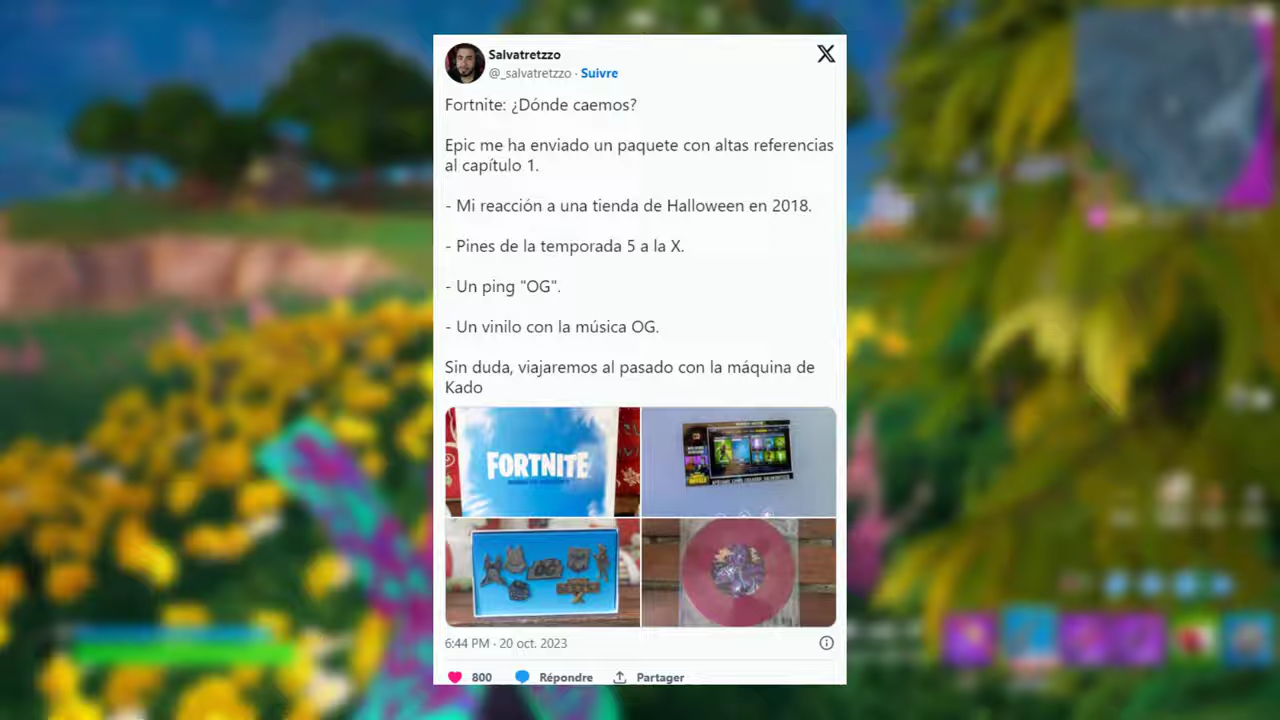 Salvatretzzo
@_salvatretzzo · Suivre
Fortnite: ¿Dónde caemos?
Epic me ha enviado un paquete con altas referencias
al capítulo 1.
- Mi reacción a una tienda de Halloween en 2018.
- Pines de la temporada 5 a la X.
- Un ping "OG".
- Un vinilo con la música OG.
Sin duda, viajaremos al pasado con la máquina de
Kado
FORTNITE
OG
6:44 PM · 20 oct. 2023
800 Répondre Partager